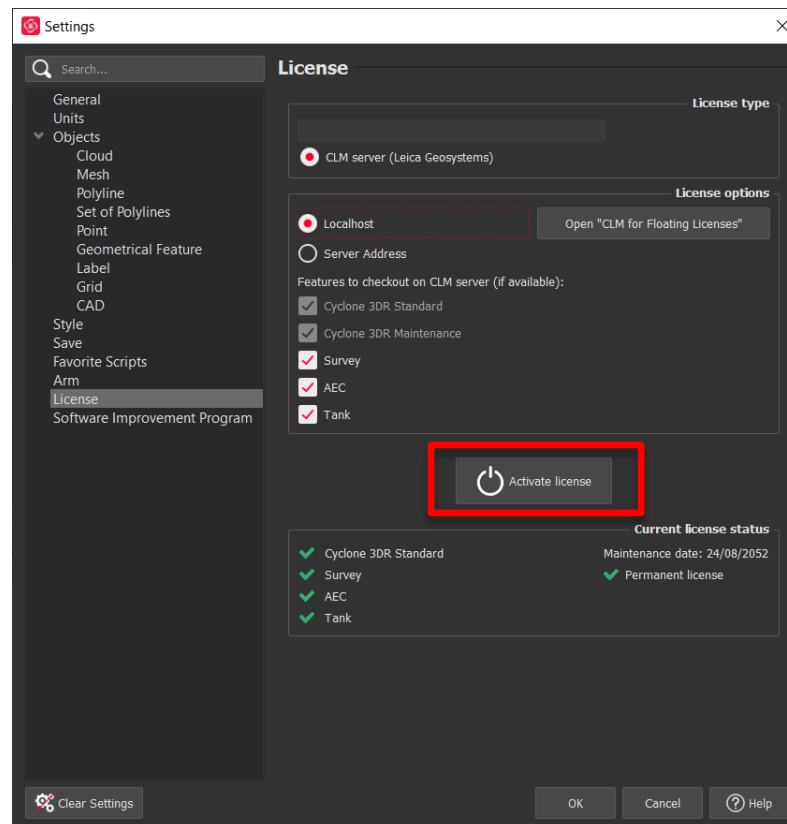 Settings
Search...
General
Units
Objects
Cloud
Mesh
Polyline
Set of Polylines
Point
Geometrical Feature
Label
Grid
CAD
Style
Save
Favorite Scripts
Arm
License
Software Improvement Program
License
License type
CLM server (Leica Geosystems)
License options
Localhost
Open "CLM for Floating Licenses"
Server Address
Features to checkout on CLM server (if available):
Cyclone 3DR Standard
Cyclone 3DR Maintenance
Survey
AEC
Tank
Activate license
Current license status
Cyclone 3DR Standard
Maintenance date: 24/08/2052
Survey
Permanent license
AEC
Tank
Clear Settings
OK
Cancel
Help